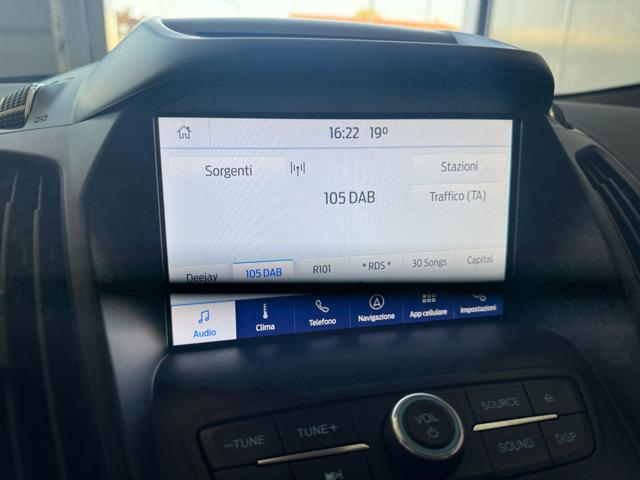 16:22 19º
Sorgenti Stazioni
105 DAB Traffico (TA)
Deejay 105 DAB R101 *RDS* 30 Songs Capital
Audio Clima Telefono Navigazione App cellulare Impostazioni
VOL
-TUNE TUNE+ SOURCE
SOUND DISP